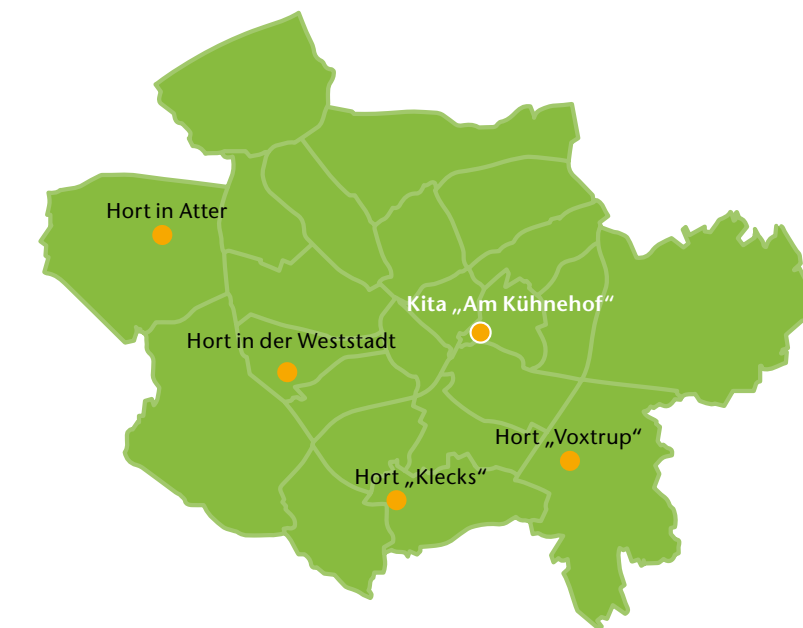 Hort in Atter
Kita „Am Kühnehof“
Hort in der Weststadt
Hort „Voxtrup“
Hort „Klecks“